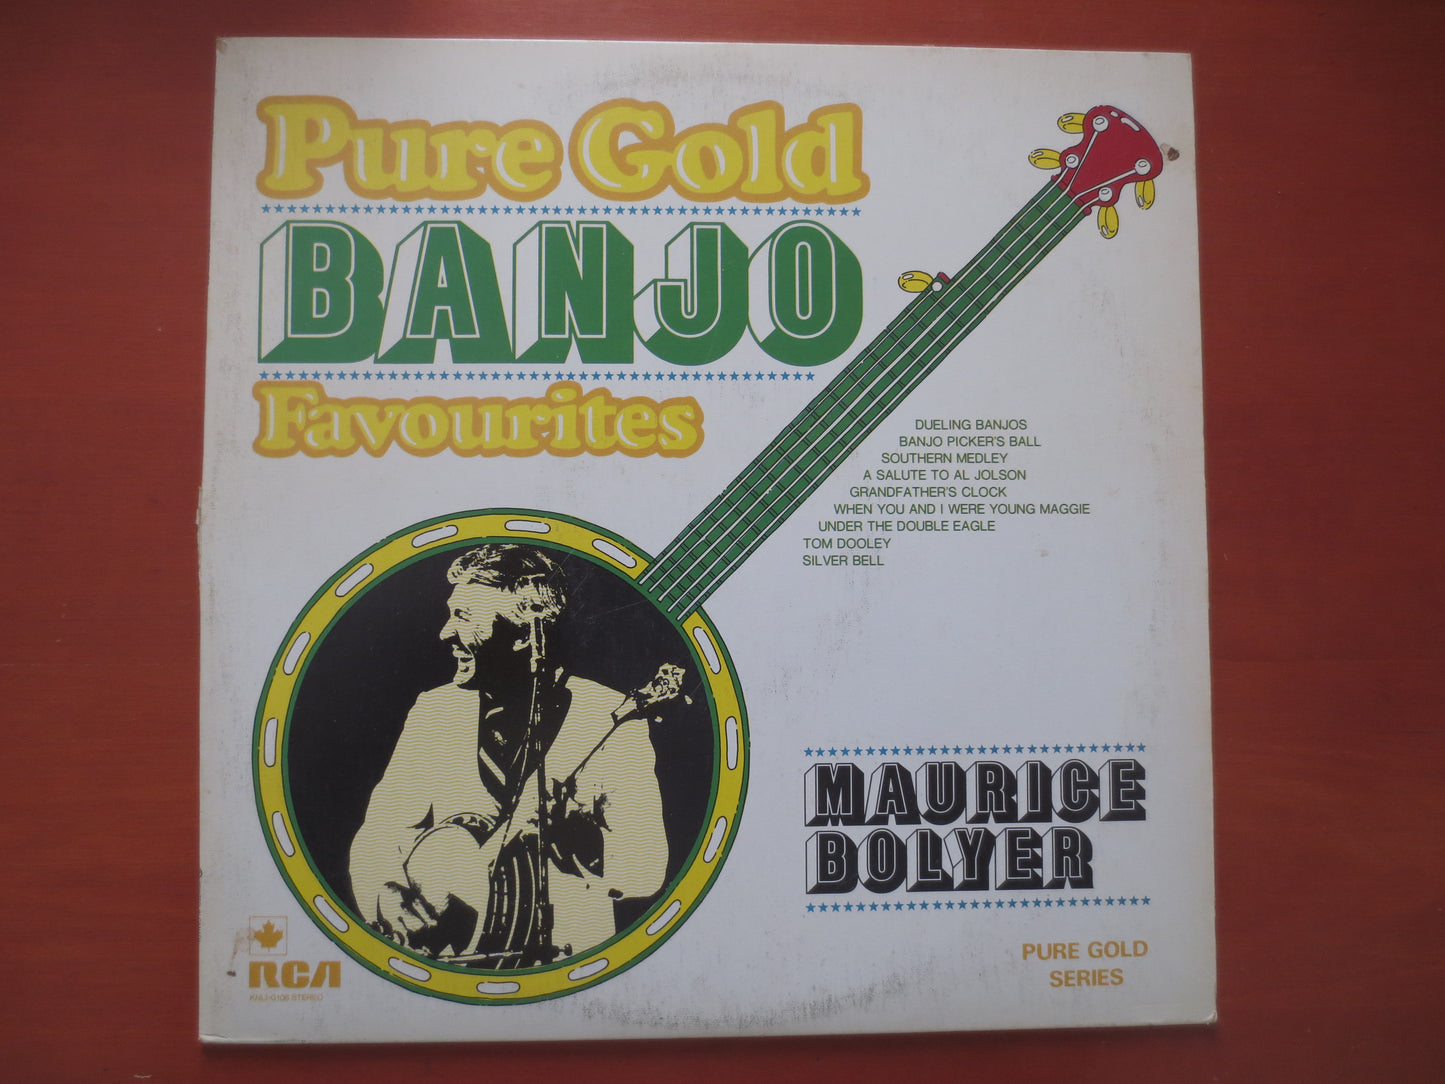 Pure Gold
BANJO
Favourites
DUELING BANJOS
BANJO PICKER'S BALL
SOUTHERN MEDLEY
A SALUTE TO AL JOLSON
GRANDFATHER'S CLOCK
WHEN YOU AND I WERE YOUNG MAGGIE
UNDER THE DOUBLE EAGLE
TOM DOOLEY
SILVER BELL
MAURICE
BOLYER
PURE GOLD
SERIES
RCA
STEREO